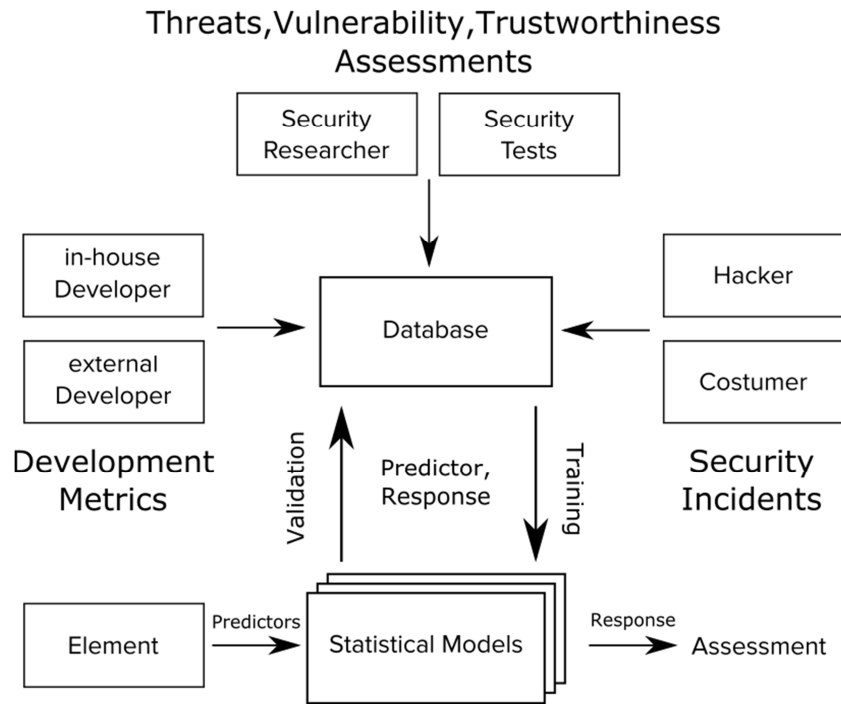 Threats,Vulnerability,Trustworthiness
Assessments
Security
Researcher
Security
Tests
in-house
Developer
Database
Hacker
external
Developer
Costumer
Development
Metrics
Validation
Predictor,
Response
Training
Security
Incidents
Element
Predictors
Statistical Models
Response
Assessment